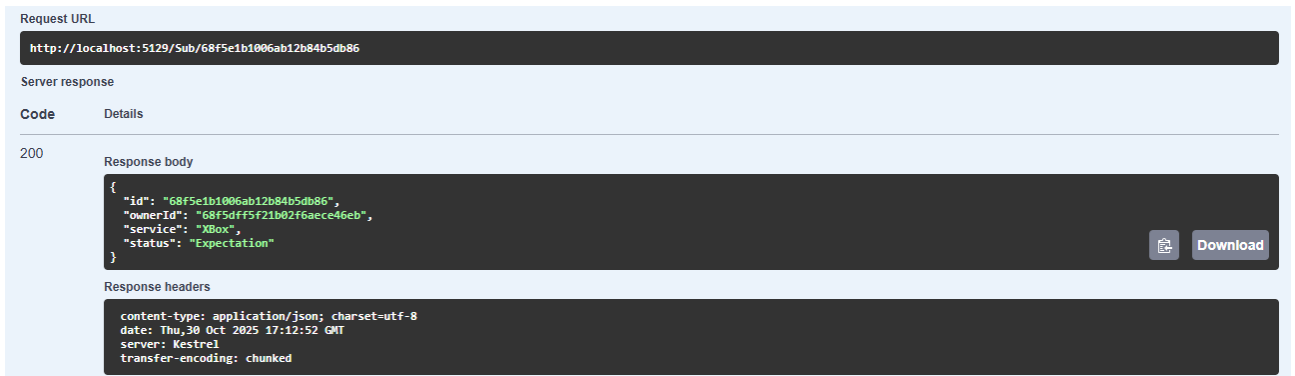 Request URL
http://localhost:5129/Sub/68f5e1b1006ab12b84b5db86
Server response
Code Details
200
Response body
{
"id": "68f5e1b1006ab12b84b5db86",
"ownerId": "68f5dff5f21b02f6aece46eb",
"service": "XBox",
"status": "Expectation"
}
Download
Response headers
content-type: application/json; charset=utf-8
date: Thu,30 Oct 2025 17:12:52 GMT
server: Kestrel
transfer-encoding: chunked